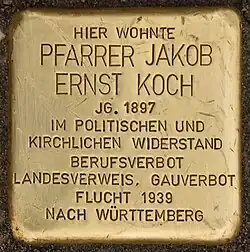 HIER WOHNTE
PFARRER JAKOB
ERNST KOCH
JG. 1897
IM POLITISCHEN UND
KIRCHLICHEN WIDERSTAND
BERUFSVERBOT
LANDESVERWEIS, GAUVERBOT
FLUCHT 1939
NACH WÜRTTEMBERG